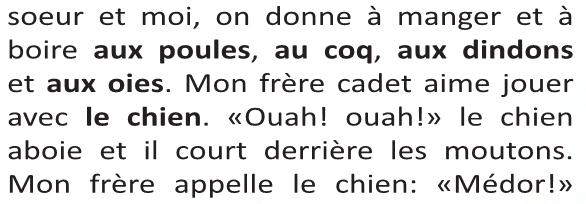 soeur et moi, on donne à manger et à
boire aux poules, au coq, aux dindons
et aux oies. Mon frère cadet aime jouer
avec le chien. «Ouah! ouah!» le chien
aboie et il court derrière les moutons.
Mon frère appelle le chien: «Médor!»